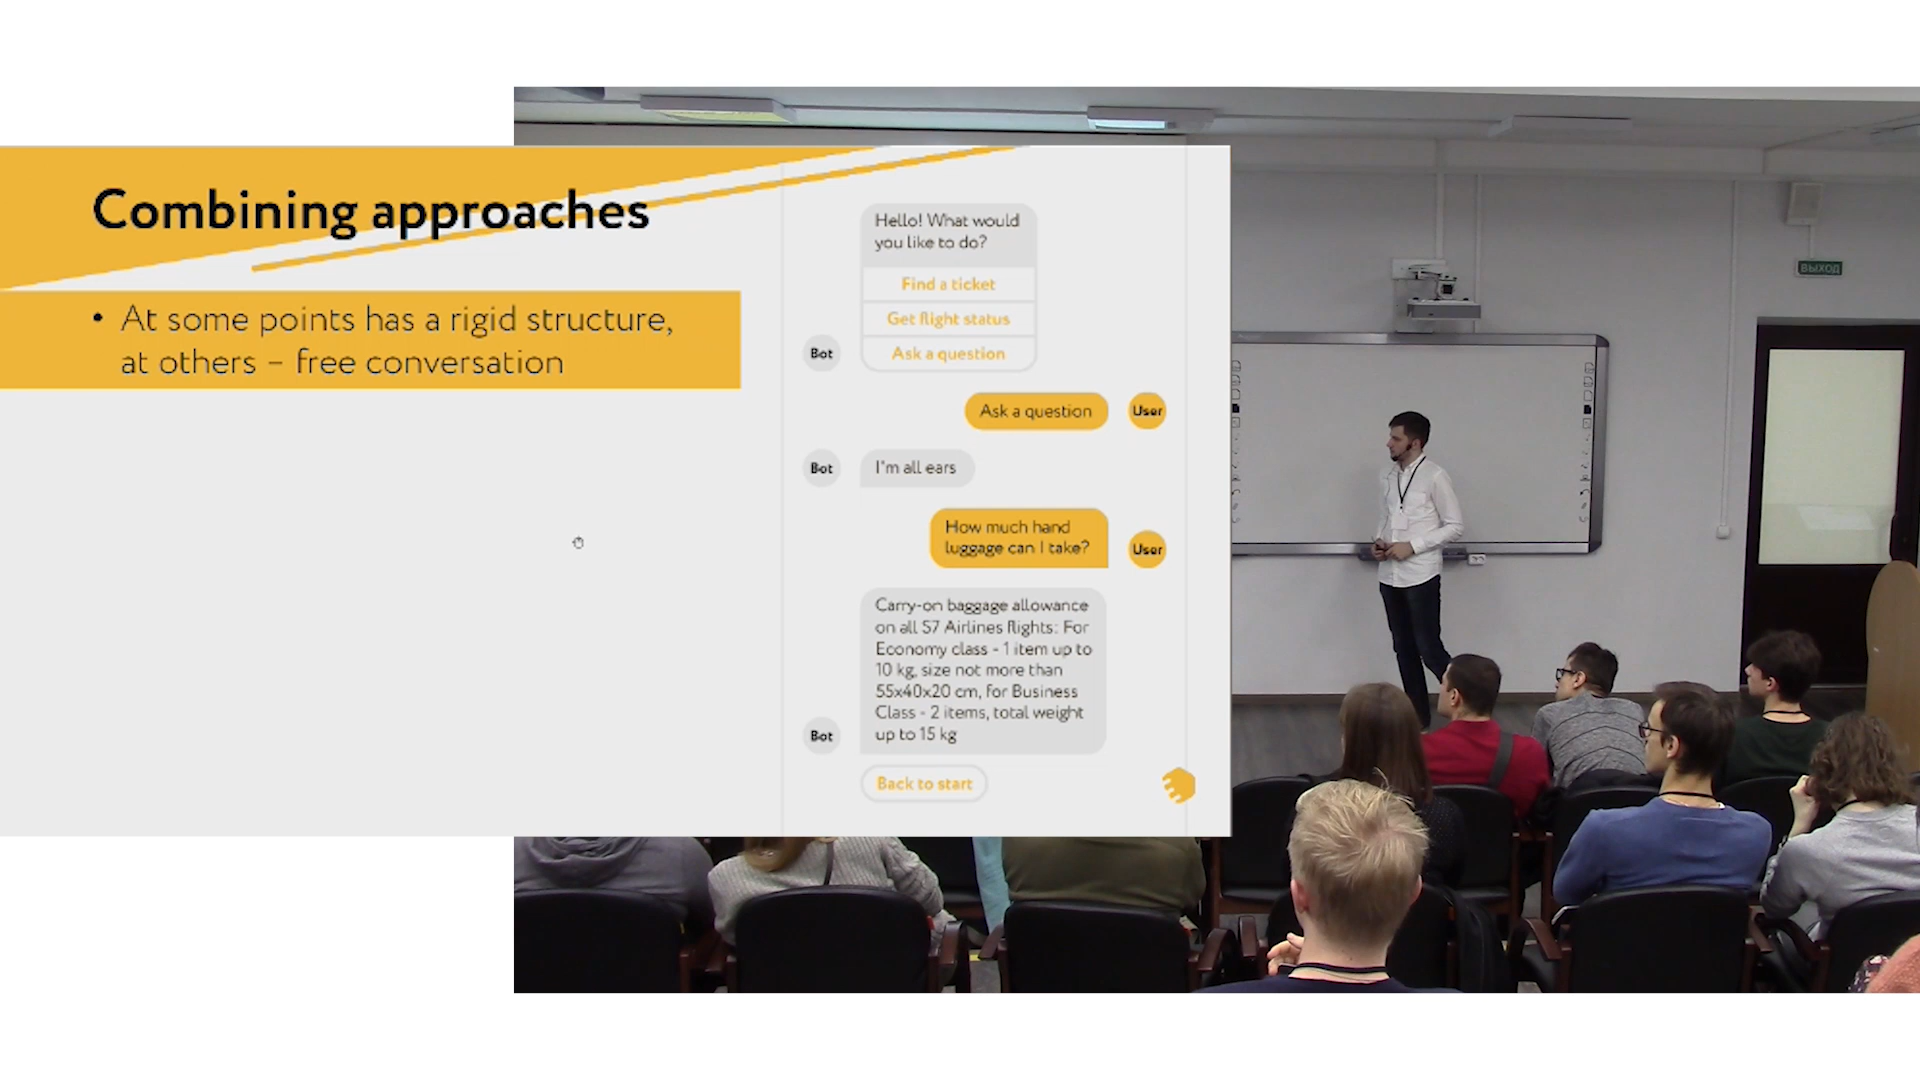 Combining approaches
• At some points has a rigid structure,
at others – free conversation
Hello! What would
you like to do?
Find a ticket
Get flight status
Ask a question
Bot
Ask a question
User
Bot
I'm all ears
How much hand
luggage can I take?
User
Carry-on baggage allowance
on all S7 Airlines flights: For
Economy class - 1 item up to
10 kg, size not more than
55x40x20 cm, for Business
Class - 2 items, total weight
up to 15 kg
Bot
Back to start
ВЫХОД